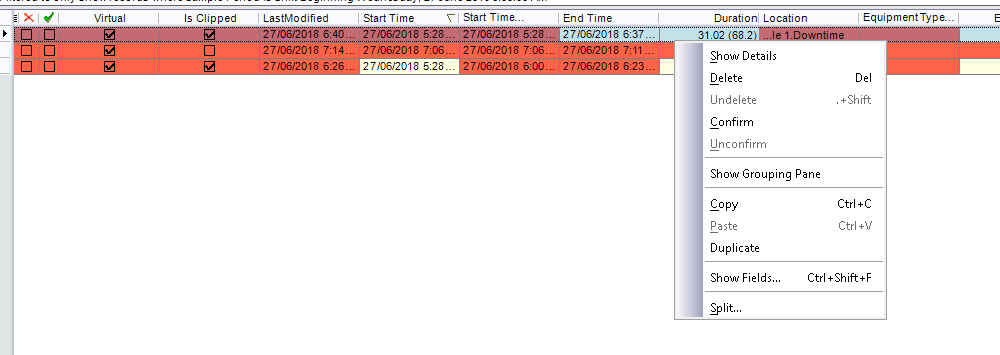 Virtual Is Clipped LastModified Start Time Start Time... End Time Duration Location Equipment Type... E
27/06/2018 6:40... 27/06/2018 5:28... 27/06/2018 5:28... 27/06/2018 6:37... 31.02 (68.2) ...le 1.Downtime
27/06/2018 7:14... 27/06/2018 7:06... 27/06/2018 7:06... 27/06/2018 7:11...
27/06/2018 6:26... 27/06/2018 5:28... 27/06/2018 6:00... 27/06/2018 6:23...
Show Details
Delete Del
Undelete .+Shift
Confirm
Unconfirm
Show Grouping Pane
Copy Ctrl+C
Paste Ctrl+V
Duplicate
Show Fields... Ctrl+Shift+F
Split...